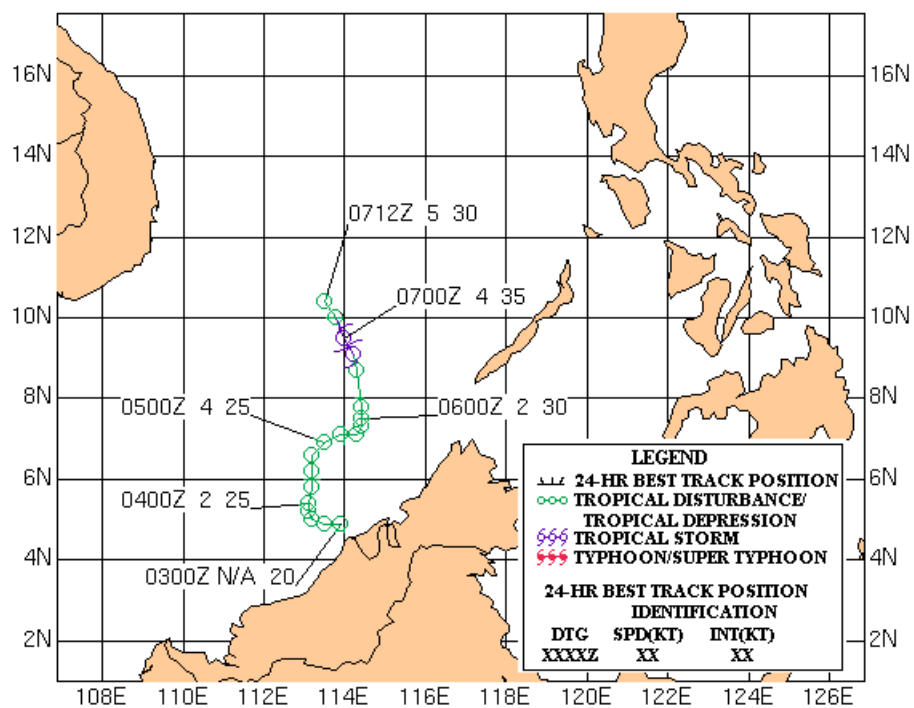 16N
14N
12N
10N
8N
6N
4N
2N
16N
14N
12N
10N
8N
6N
4N
2N
0712Z 5 30
0700Z 4 35
0500Z 4 25
0600Z 2 30
0400Z 2 25
0300Z N/A 20
LEGEND
24-HR BEST TRACK POSITION
TROPICAL DISTURBANCE/
TROPICAL DEPRESSION
TROPICAL STORM
TYPHOON/SUPER TYPHOON
24-HR BEST TRACK POSITION
IDENTIFICATION
DTG SPD(KT) INT(KT)
XXXXZ XX XX
108E 110E 112E 114E 116E 118E 120E 122E 124E 126E